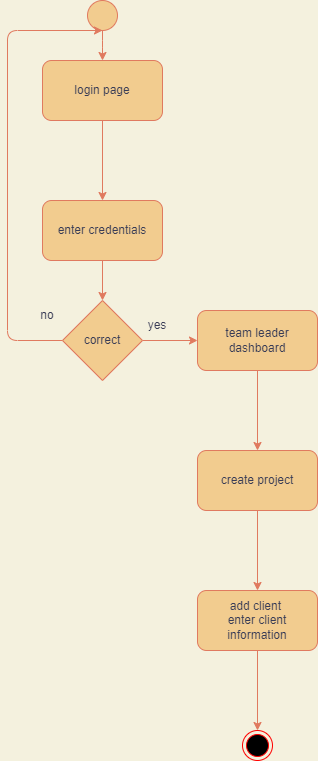 login page
enter credentials
correct
no
yes
team leader
dashboard
create project
add client
enter client
information